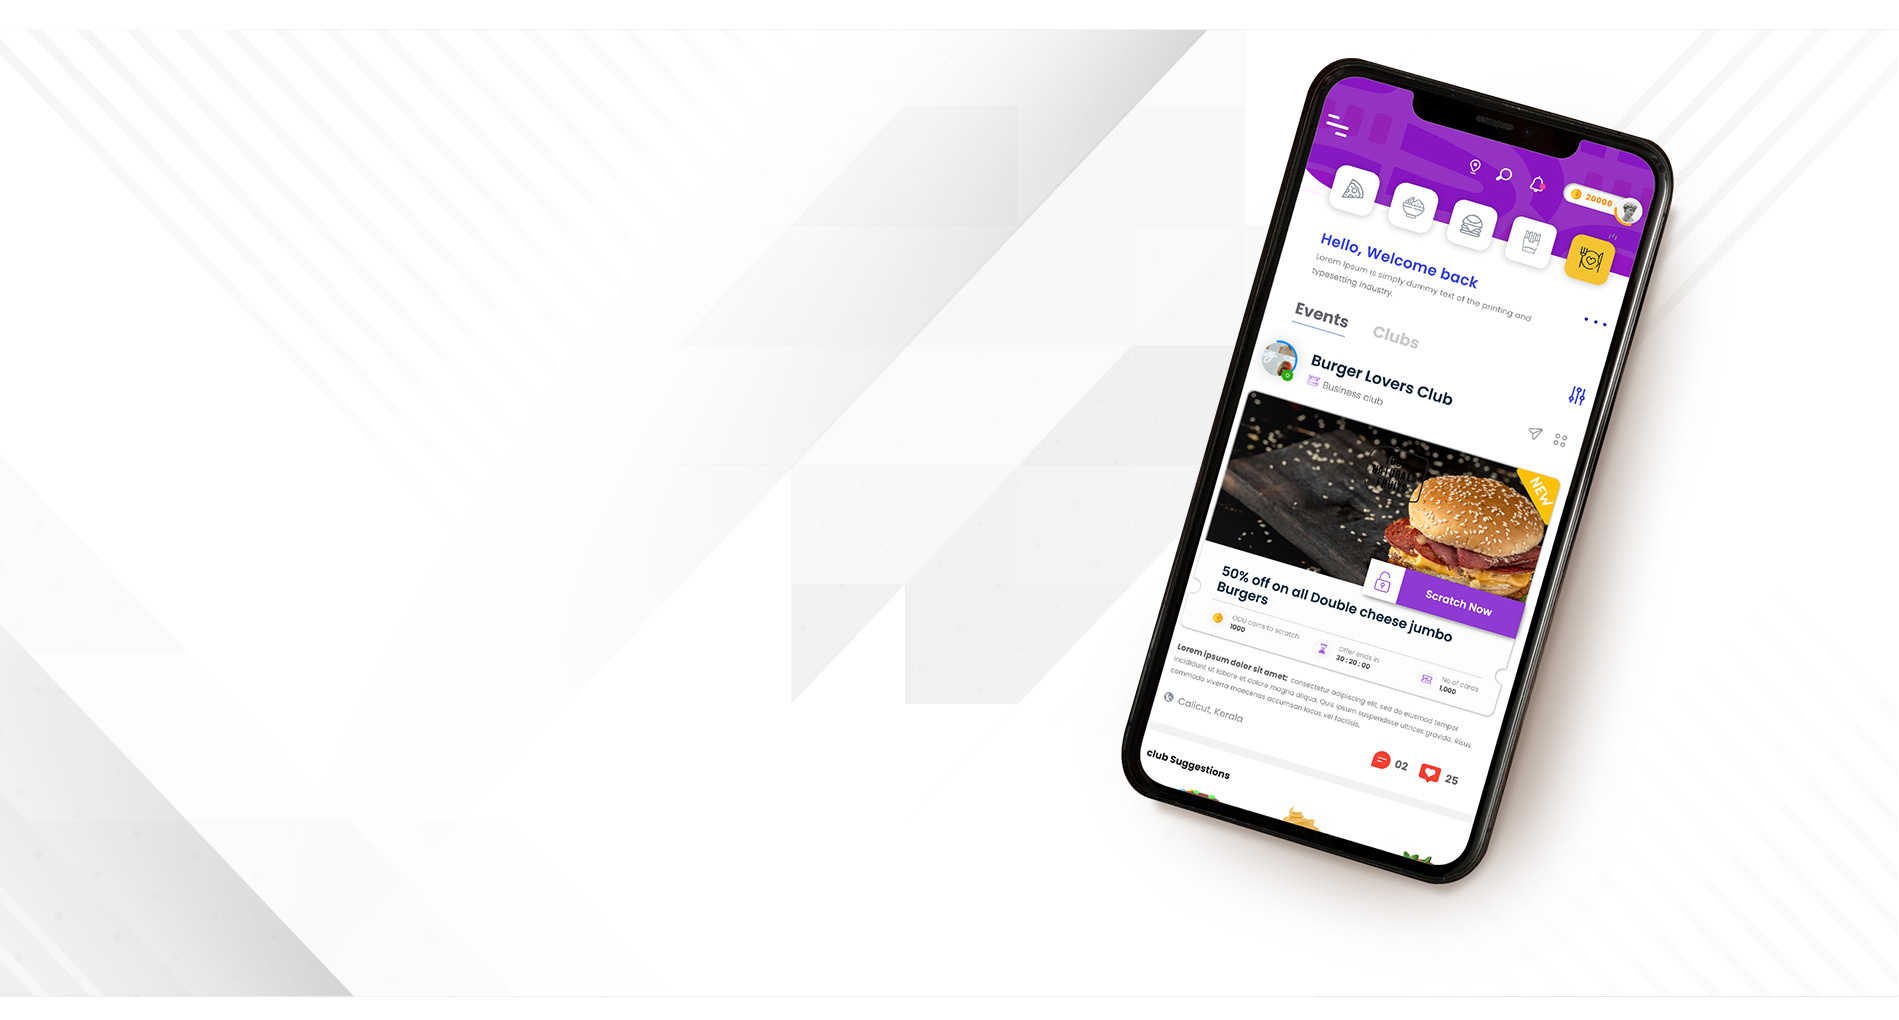 20000
Hello, Welcome back
Lorem Ipsum is simply dummy text of the printing and
typesetting industry.
Events
Clubs
Burger Lovers Club
Business club
NATURALS
FRUITS
NEW
Scratch Now
50% off on all Double cheese jumbo
Burgers
ODU coins to scratch
1000
Offer ends in
30 : 20 : 00
No of cards
1,000
Lorem ipsum dolor sit amet: consectetur adipiscing elit, sed do eiusmod tempor
incididunt ut labore et dolore magna aliqua. Quis ipsum suspendisse ultrices gravida. Risus
commodo viverra maecenas accumsan lacus vel facilisis.
Calicut, Kerala
02
25
club Suggestions